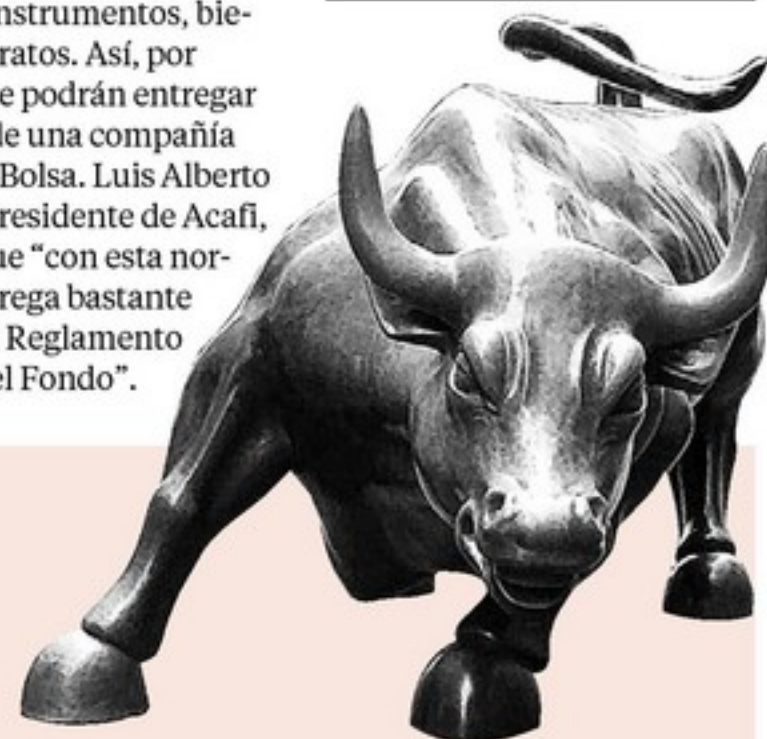 nstrumentos, bie-
ratos. Así, por
e podrán entregar
le una compañía
Bolsa. Luis Alberto
residente de Acafi,
ue “con esta nor-
rega bastante
Reglamento
el Fondo”.